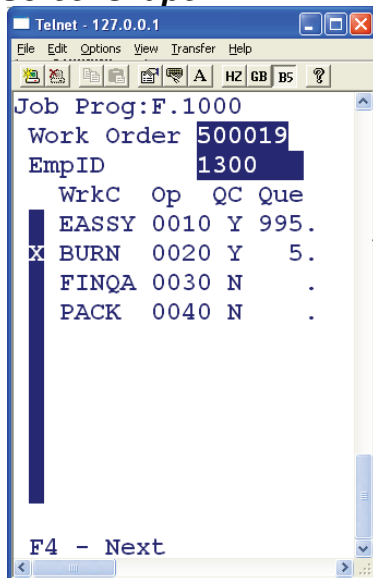 Telnet - 127.0.0.1
File Edit Options View Transfer Help
A HZ GB B5 ?
Job Prog:F.1000
Work Order 500019
EmpID 1300
WrkC Op QC Que
EASSY 0010 Y 995.
X BURN 0020 Y 5.
FINQA 0030 N .
PACK 0040 N .
F4 - Next